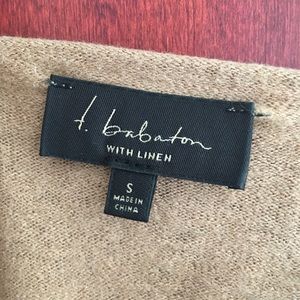 t. babaton
WITH LINEN
S
MADE IN
CHINA